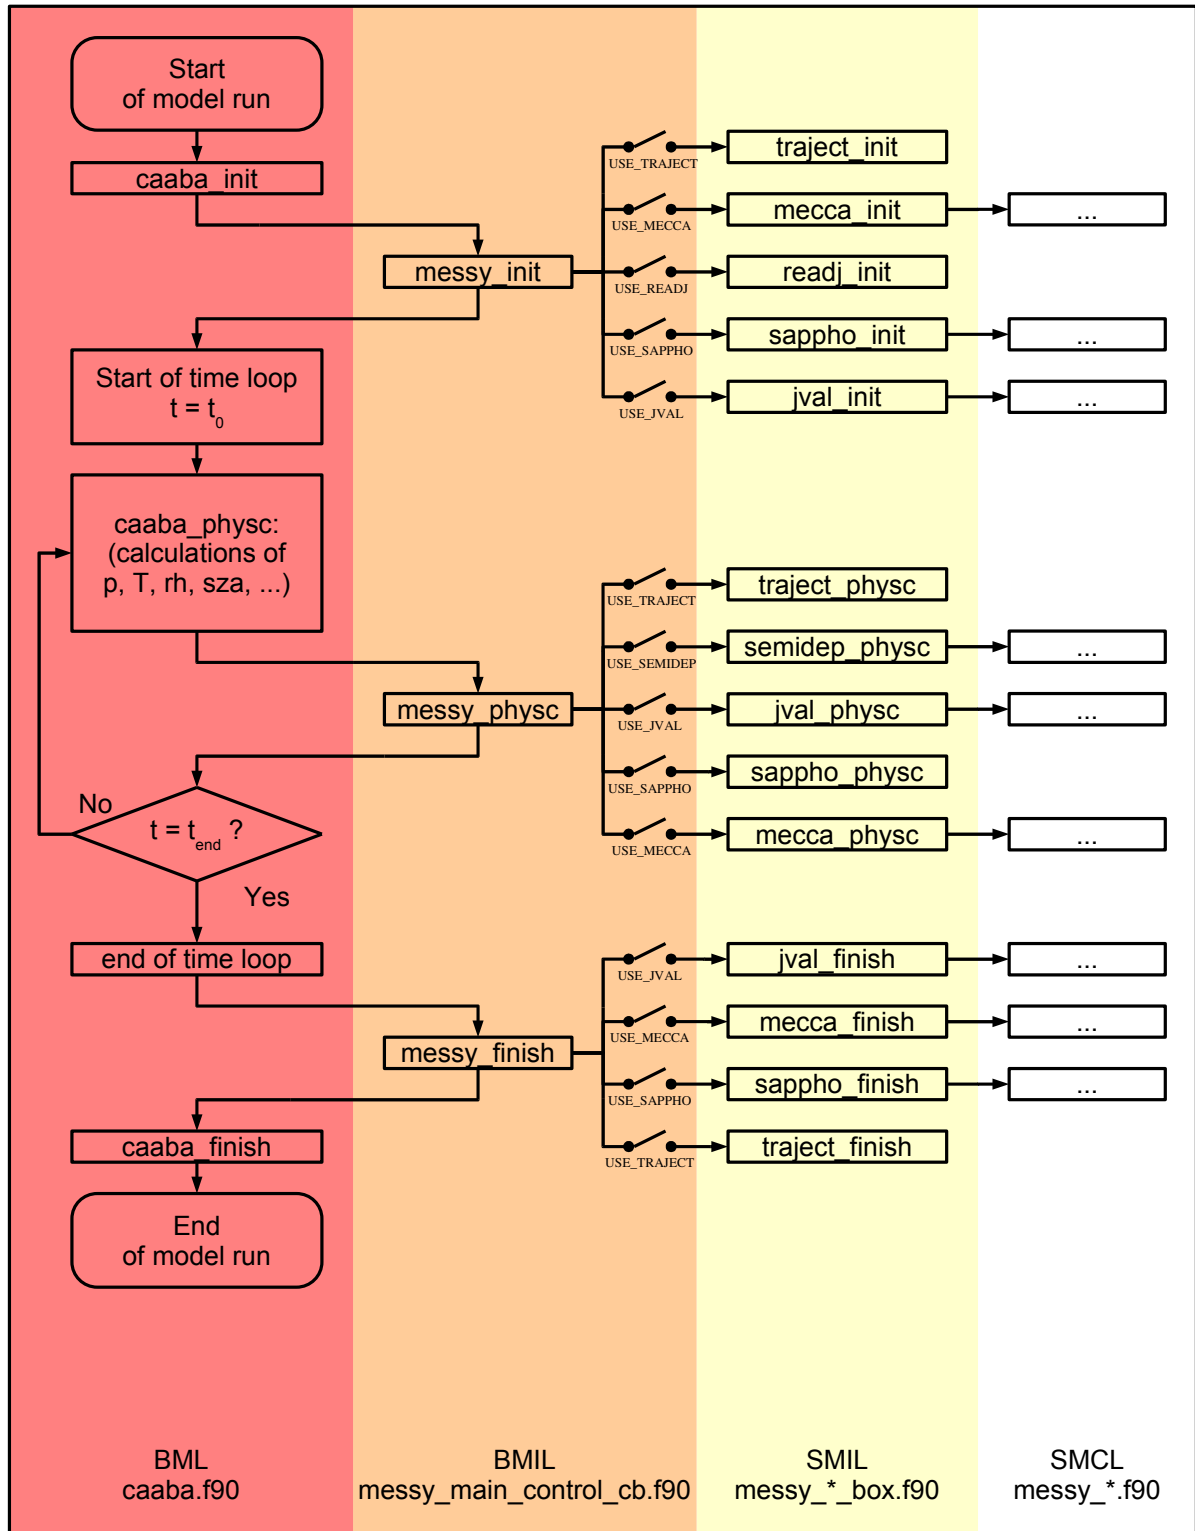 Start
of model run
caaba_init
messy_init
USE_TRAJECT
traject_init
USE_MECCA
mecca_init
...
USE_READJ
readj_init
USE_SAPPHO
sappho_init
...
USE_JVAL
jval_init
...
Start of time loop
t = t0
caaba_physc:
(calculations of
p, T, rh, sza, ...)
messy_physc
USE_TRAJECT
traject_physc
USE_SEMIDEP
semidep_physc
...
USE_JVAL
jval_physc
...
USE_SAPPHO
sappho_physc
USE_MECCA
mecca_physc
...
No
t = tend ?
Yes
end of time loop
messy_finish
USE_JVAL
jval_finish
...
USE_MECCA
mecca_finish
...
USE_SAPPHO
sappho_finish
...
USE_TRAJECT
traject_finish
caaba_finish
End
of model run
BML
caaba.f90
BMIL
messy_main_control_cb.f90
SMIL
messy_*_box.f90
SMCL
messy_*.f90